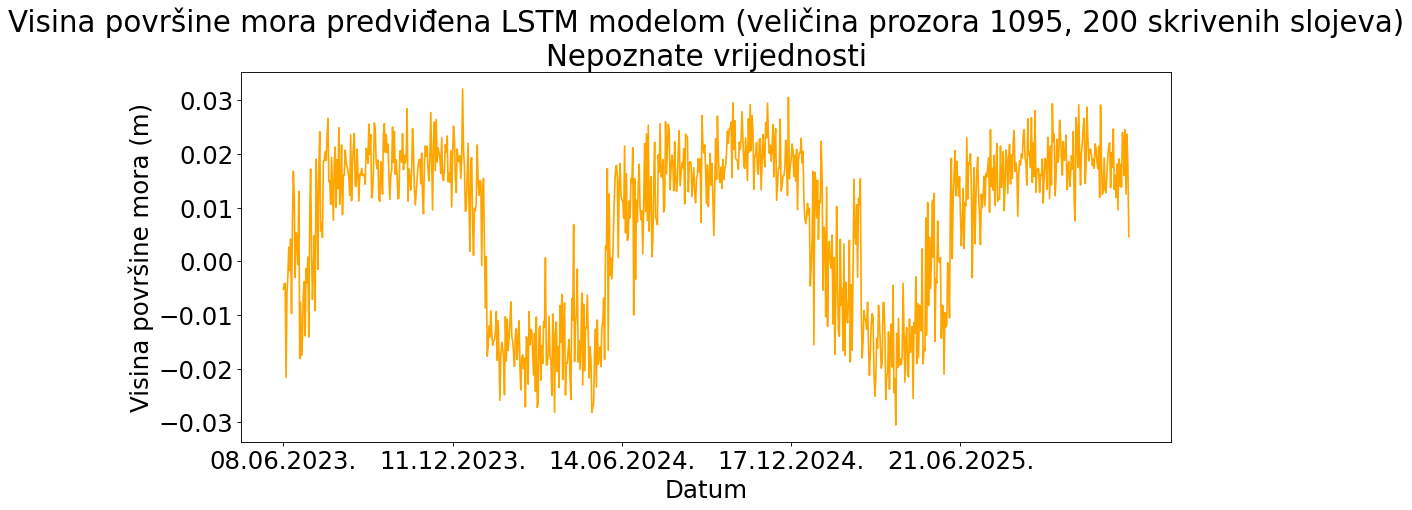 Visina površine mora predviđena LSTM modelom (veličina prozora 1095, 200 skrivenih slojeva)
Nepoznate vrijednosti
Visina površine mora (m)
0.03
0.02
0.01
0.00
−0.01
−0.02
−0.03
08.06.2023. 11.12.2023. 14.06.2024. 17.12.2024. 21.06.2025.
Datum